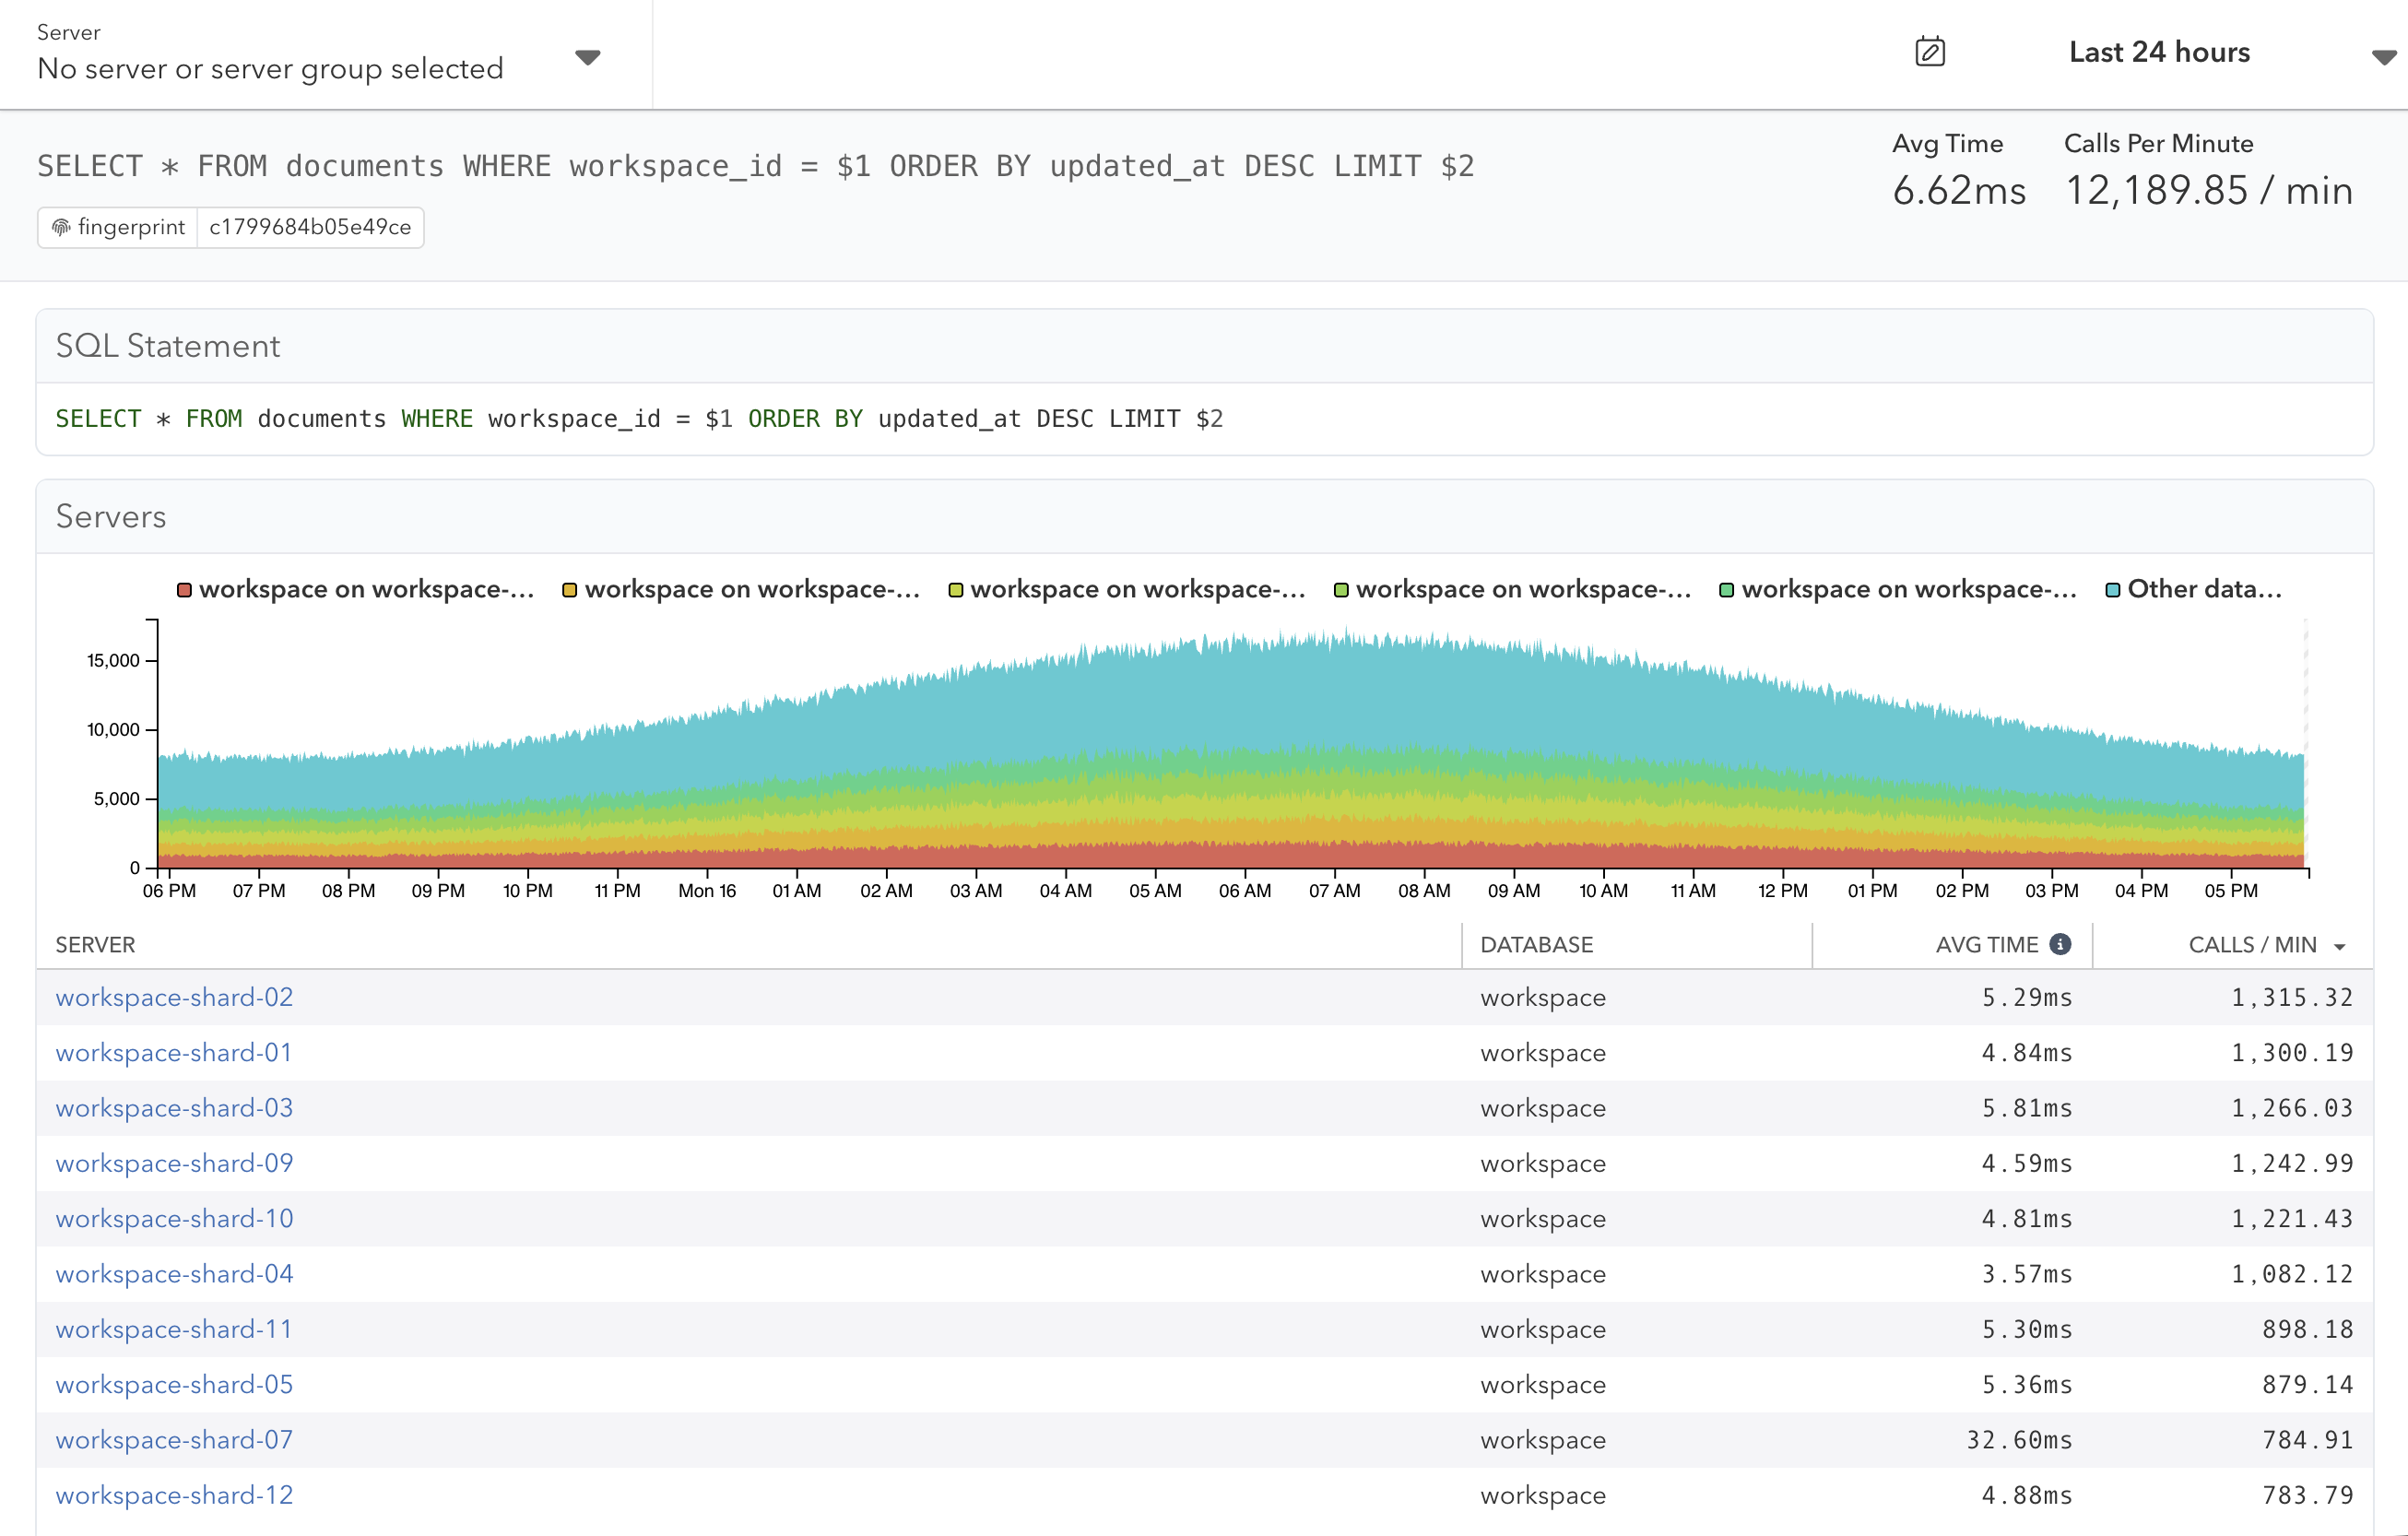 Server
No server or server group selected
Last 24 hours
SELECT * FROM documents WHERE workspace_id = $1 ORDER BY updated_at DESC LIMIT $2
Avg Time
6.62ms
Calls Per Minute
12,189.85 / min
fingerprint c1799684b05e49ce
SQL Statement
SELECT * FROM documents WHERE workspace_id = $1 ORDER BY updated_at DESC LIMIT $2
Servers
workspace on workspace-... workspace on workspace-... workspace on workspace-... workspace on workspace-... workspace on workspace-... Other data...
15,000
10,000
5,000
0
06 PM 07 PM 08 PM 09 PM 10 PM 11 PM Mon 16 01 AM 02 AM 03 AM 04 AM 05 AM 06 AM 07 AM 08 AM 09 AM 10 AM 11 AM 12 PM 01 PM 02 PM 03 PM 04 PM 05 PM
SERVER DATABASE AVG TIME CALLS / MIN
workspace-shard-02 workspace 5.29ms 1,315.32
workspace-shard-01 workspace 4.84ms 1,300.19
workspace-shard-03 workspace 5.81ms 1,266.03
workspace-shard-09 workspace 4.59ms 1,242.99
workspace-shard-10 workspace 4.81ms 1,221.43
workspace-shard-04 workspace 3.57ms 1,082.12
workspace-shard-11 workspace 5.30ms 898.18
workspace-shard-05 workspace 5.36ms 879.14
workspace-shard-07 workspace 32.60ms 784.91
workspace-shard-12 workspace 4.88ms 783.79